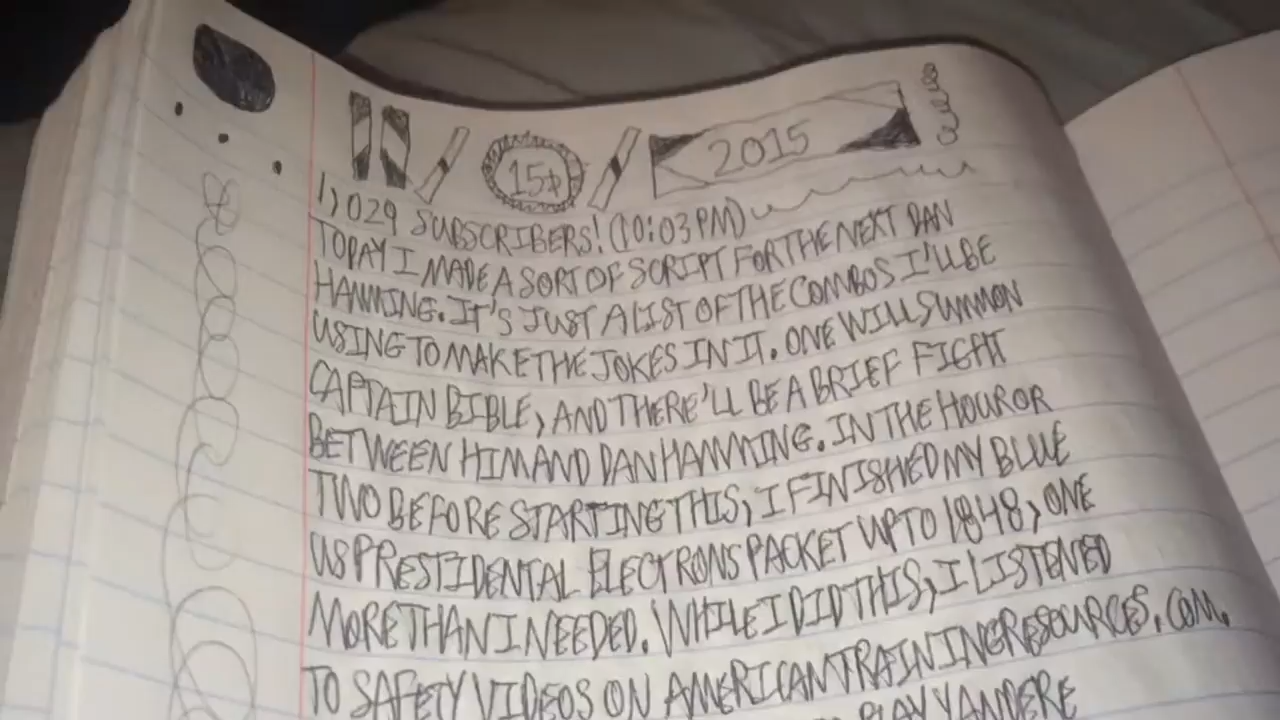 11/15th/2015
1,029 SUBSCRIBERS! (10:03 PM)
TODAY I MADE A SORT OF SCRIPT FOR THE NEXT DAN
HAMMING. IT'S JUST A LIST OF THE COMBOS I'LL BE
USING TO MAKE THE JOKES IN IT. ONE WILL SUMMON
CAPTAIN BIBLE, AND THERE'LL BE A BRIEF FIGHT
BETWEEN HIM AND DAN HAMMING. IN THE HOUR OR
TWO BEFORE STARTING THIS, I FINISHED MY BLUE
US PRESTIDENTAL ELECTRONS PACKET UP TO 1848, ONE
MORE THAN I NEEDED. WHILE I DID THIS, I LISTENED
TO SAFETY VIDEOS ON AMERICANTRAININGRESOURCES.COM.
PLAY YANDERE